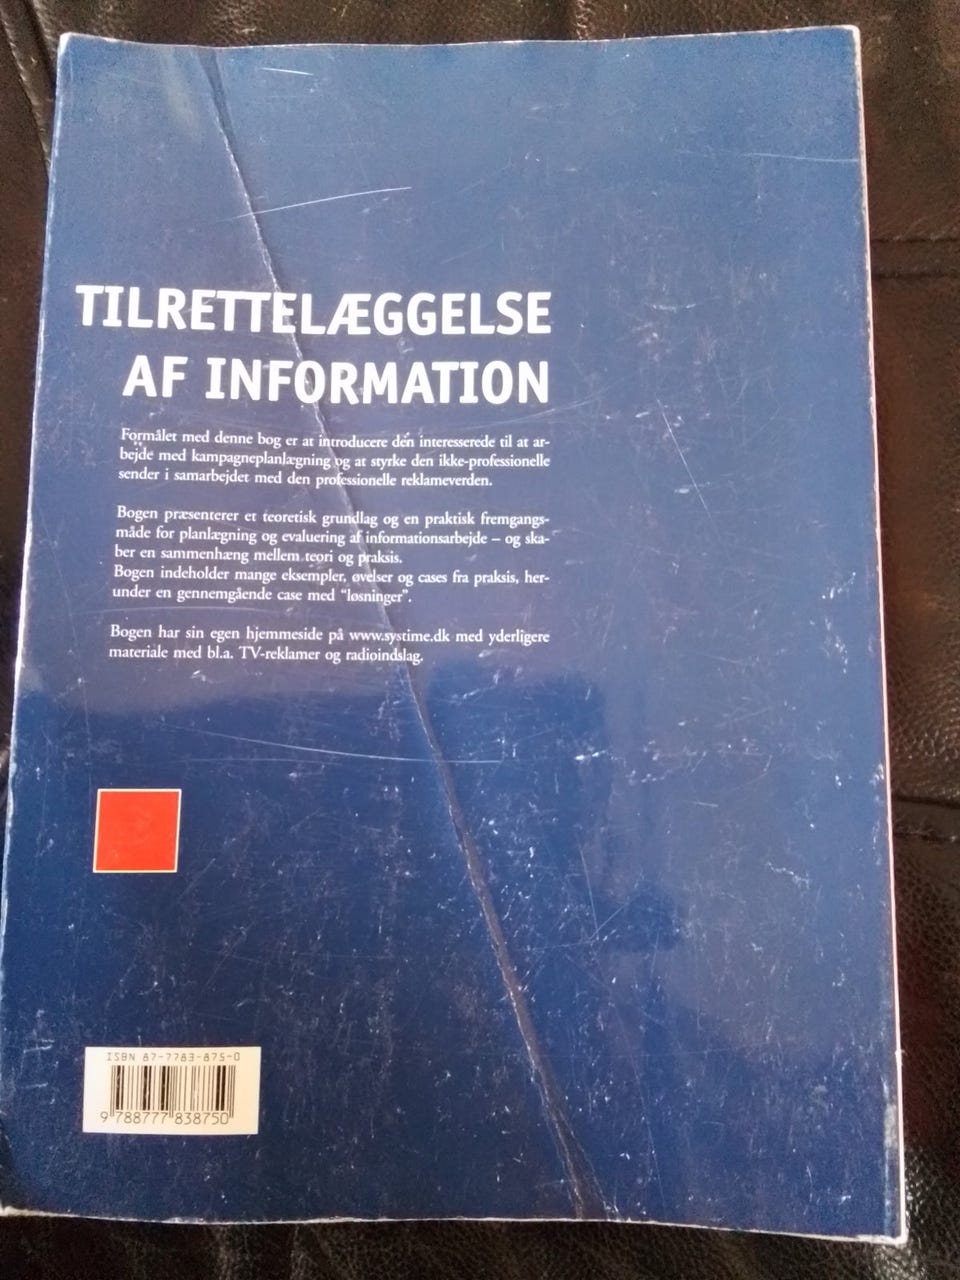 TILRETTELÆGGELSE
AF INFORMATION
Formålet med denne bog er at introducere den interesserede til at ar-
bejde med kampagneplanlægning og at styrke den ikke-professionelle
sender i samarbejdet med den professionelle reklameverden.
Bogen præsenterer et teoretisk grundlag og en praktisk fremgangs-
måde for planlægning og evaluering af informationsarbejde – og ska-
ber en sammenhæng mellem teori og praksis.
Bogen indeholder mange eksempler, øvelser og cases fra praksis, her-
under en gennemgående case med "løsninger".
Bogen har sin egen hjemmeside på www.systime.dk med yderligere
materiale med bl.a. TV-reklamer og radioindslag.
ISBN 87-7783-875-0
9 788777 838750